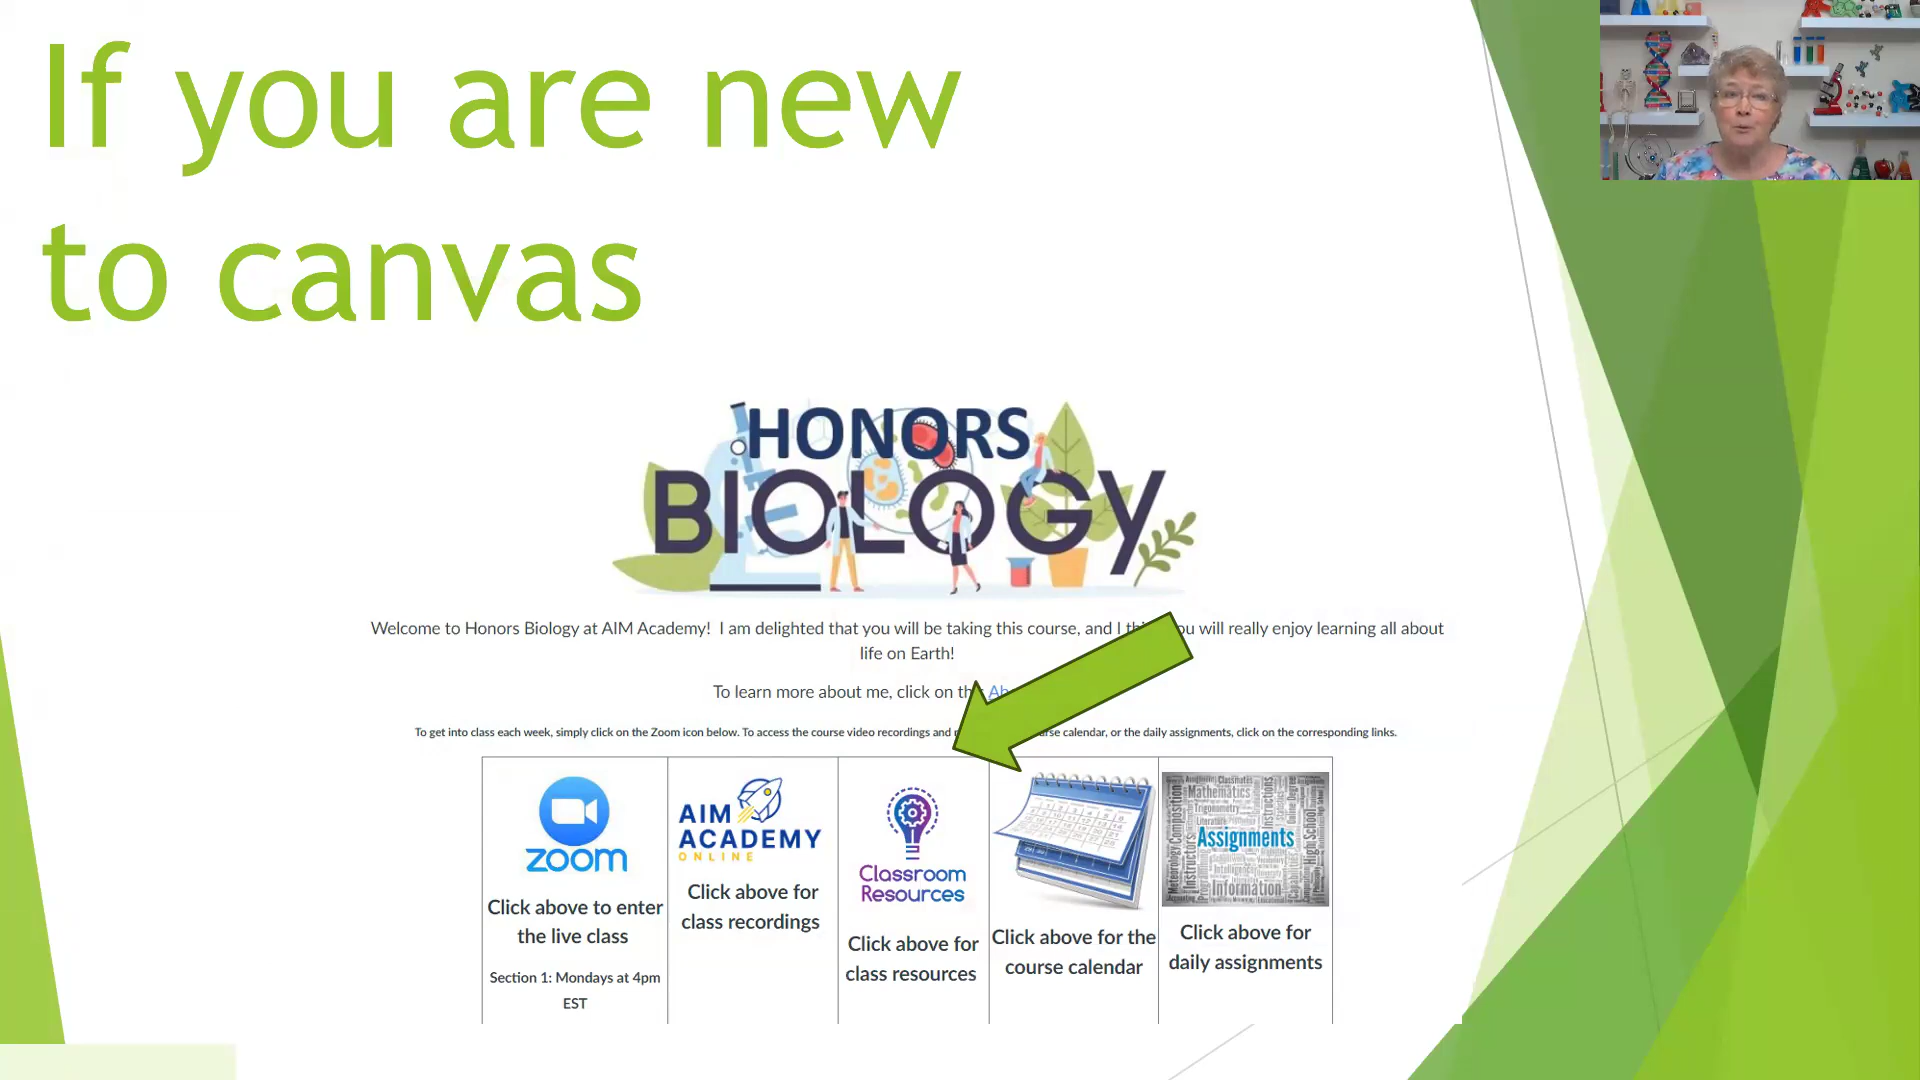 If you are new
to canvas
HONORS
BIOLOGY
Welcome to Honors Biology at AIM Academy! I am delighted that you will be taking this course, and I you will really enjoy learning all about
life on Earth!
To learn more about me, click on
To get into class each week, simply click on the Zoom icon below. To access the course video recordings and calendar, or the daily assignments, click on the corresponding links.
zoom
Click above to enter
the live class
Section 1: Mondays at 4pm
EST
AIM
ACADEMY
ONLINE
Click above for
class recordings
Classroom
Resources
Click above for
class resources
Click above for the
course calendar
Mathematics
Trigonometry
Assignments
Information
Click above for
daily assignments